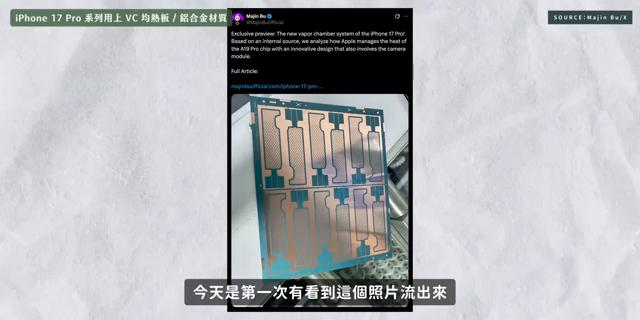 iPhone 17 Pro 系列用上 VC 均熱板 / 鋁合金材質
SOURCE：Majin Bu/X
Majin Bu
@MajinBuOfficial
Exclusive preview: The new vapor chamber system of the iPhone 17 Pro!
Based on an internal source, we analyze how Apple manages the heat of
the A19 Pro chip with an innovative design that also involves the camera
module.
Full Article:
majinbuofficial.com/iphone-17-pro-...
今天是第一次有看到這個照片流出來